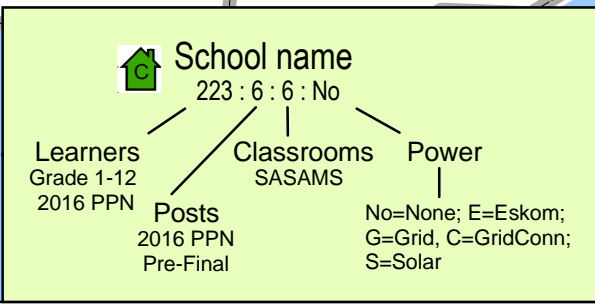 C School name
223 : 6 : 6 : No
Learners
Grade 1-12
2016 PPN
Posts
2016 PPN
Pre-Final
Classrooms
SASAMS
Power
No=None; E=Eskom;
G=Grid, C=GridConn;
S=Solar